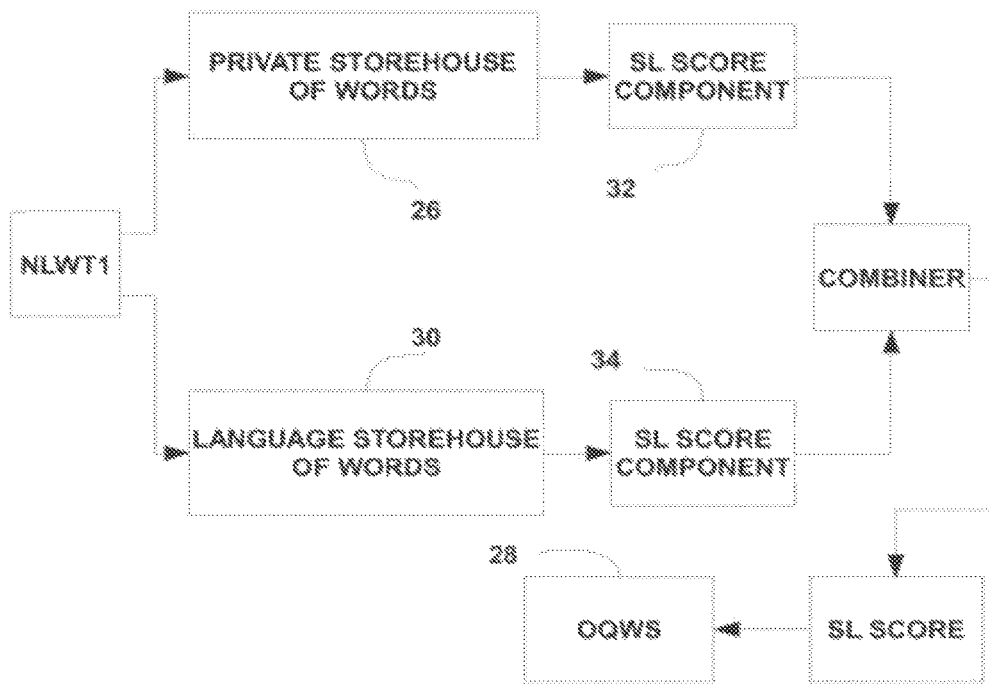 PRIVATE STOREHOUSE
OF WORDS
SL SCORE
COMPONENT
26
32
NLWT1
COMBINER
30
34
LANGUAGE STOREHOUSE
OF WORDS
SL SCORE
COMPONENT
28
OQWS
SL SCORE